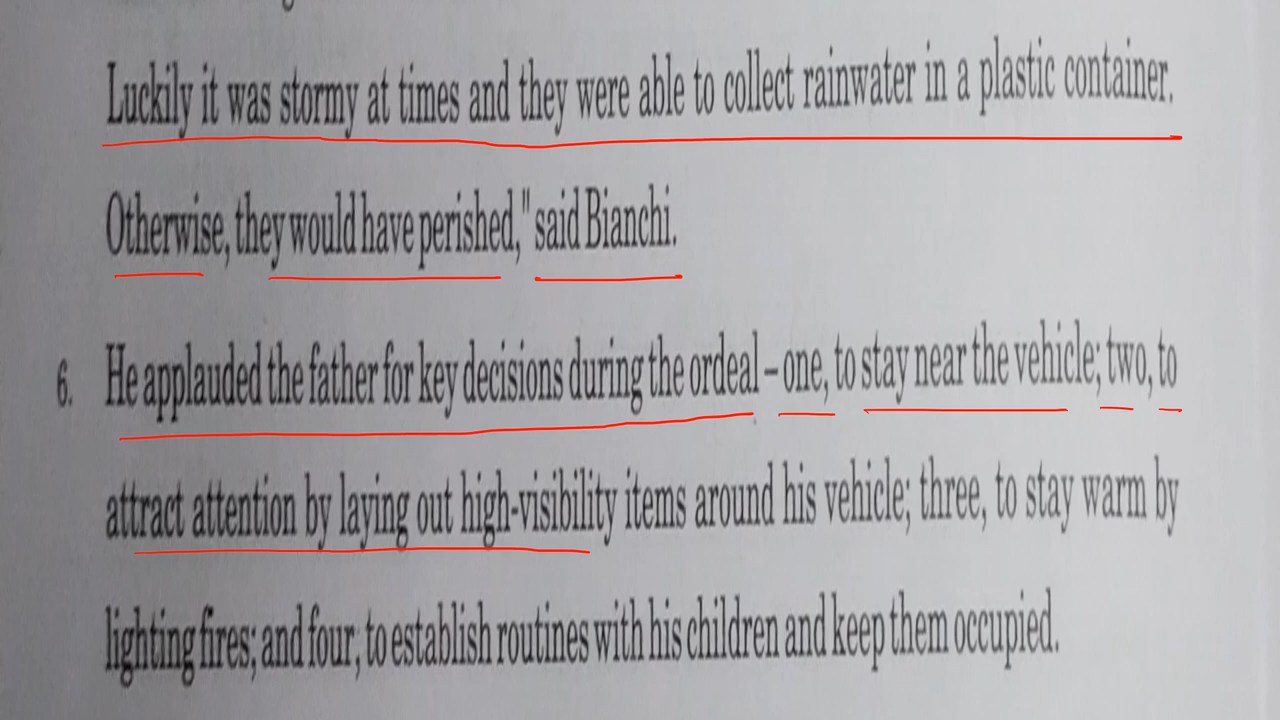 Luckily it was stormy at times and they were able to collect rainwater in a plastic container.
Otherwise, they would have perished," said Bianchi.
6. He applauded the father for key decisions during the ordeal – one, to stay near the vehicle; two, to
attract attention by laying out high-visibility items around his vehicle; three, to stay warm by
lighting fires; and four, to establish routines with his children and keep them occupied.